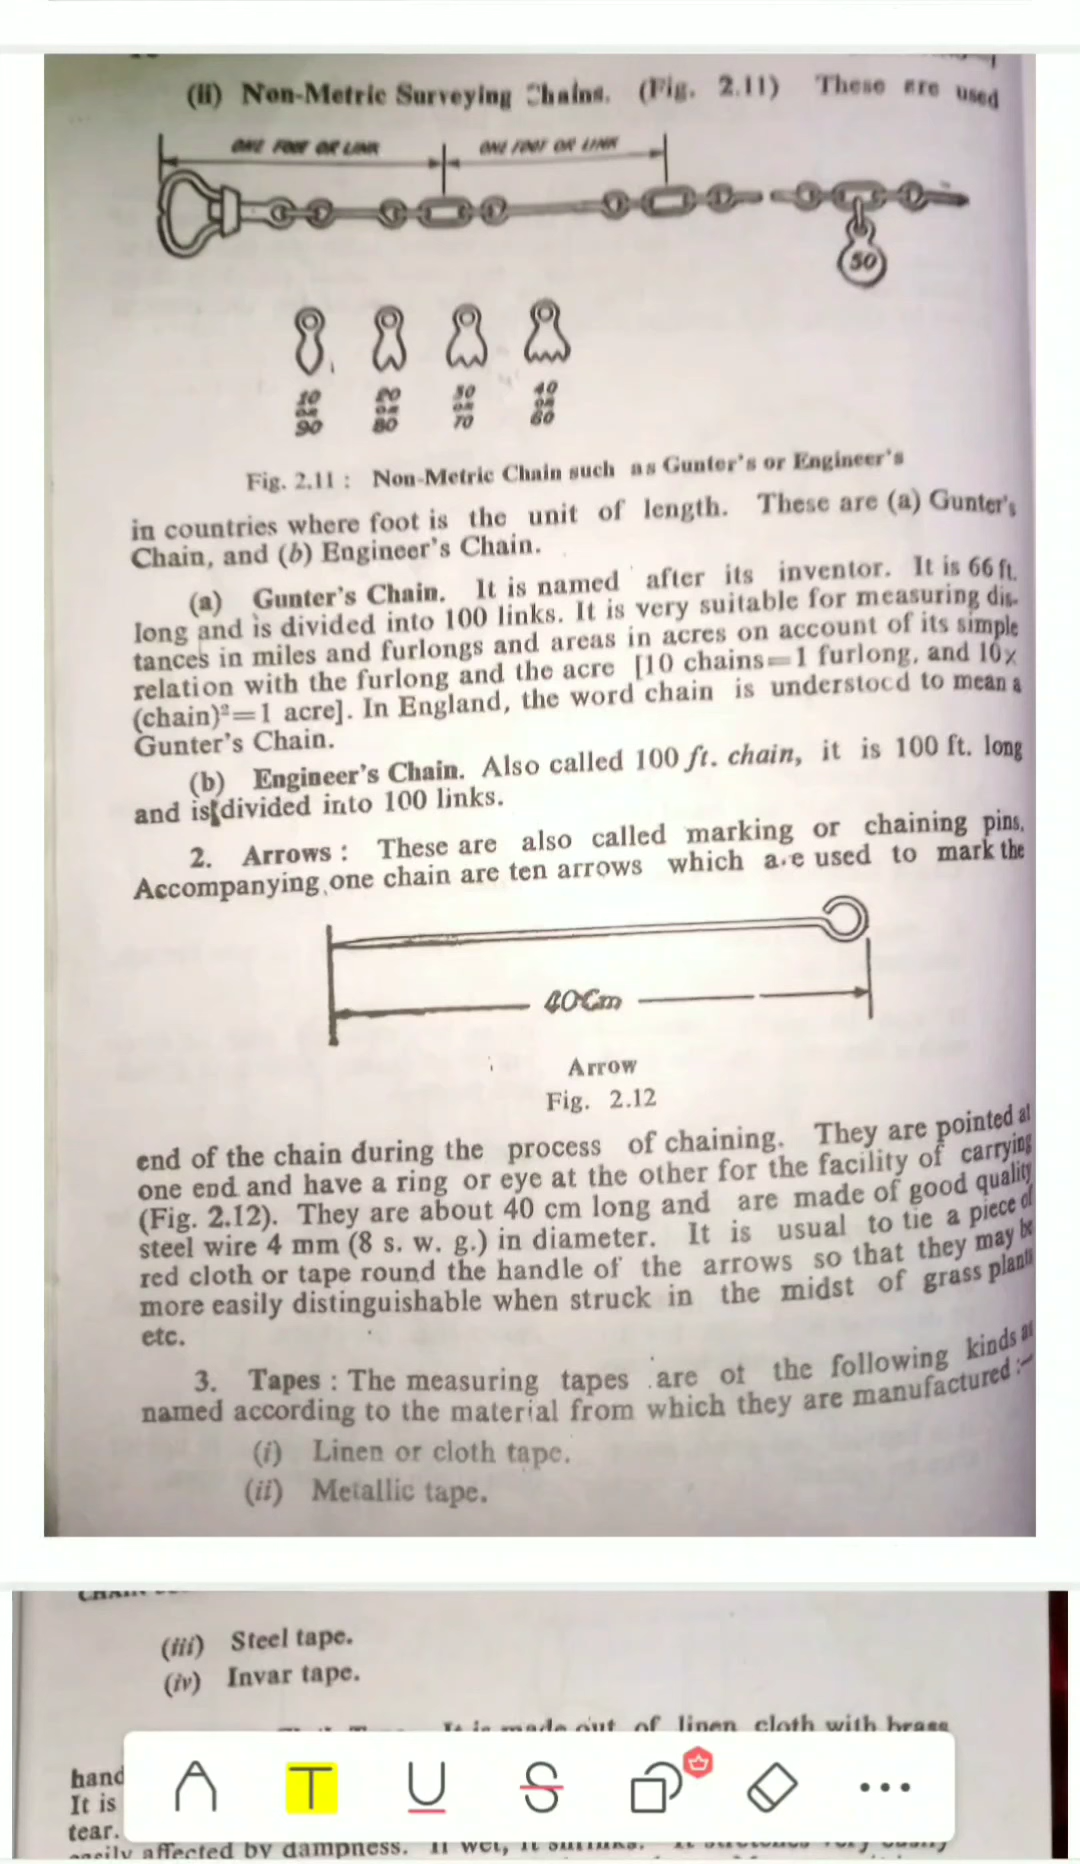 (ii) Non-Metric Surveying Chains. (Fig. 2.11) These are used
ONE FOOT OR LINK ONE FOOT OR LINK
50
10 20 30 40
OR OR OR OR
90 80 70 60
Fig. 2.11 : Non-Metric Chain such as Gunter's or Engineer's
in countries where foot is the unit of length. These are (a) Gunter's
Chain, and (b) Engineer's Chain.
(a) Gunter's Chain. It is named after its inventor. It is 66 ft.
long and is divided into 100 links. It is very suitable for measuring dis-
tances in miles and furlongs and areas in acres on account of its simple
relation with the furlong and the acre [10 chains=1 furlong, and 10×
(chain)²=1 acre]. In England, the word chain is understood to mean a
Gunter's Chain.
(b) Engineer's Chain. Also called 100 ft. chain, it is 100 ft. long
and is divided into 100 links.
2. Arrows : These are also called marking or chaining pins.
Accompanying one chain are ten arrows which are used to mark the
40Cm
Arrow
Fig. 2.12
end of the chain during the process of chaining. They are pointed at
one end and have a ring or eye at the other for the facility of carrying
(Fig. 2.12). They are about 40 cm long and are made of good quality
steel wire 4 mm (8 s. w. g.) in diameter. It is usual to tie a piece of
red cloth or tape round the handle of the arrows so that they may be
more easily distinguishable when struck in the midst of grass plants
etc.
3. Tapes : The measuring tapes are of the following kinds as
named according to the material from which they are manufactured :—
(i) Linen or cloth tape.
(ii) Metallic tape.
CHAIN
(iii) Steel tape.
(iv) Invar tape.
It is made out of linen cloth with brass
hand
It is
tear.
easily affected by dampness. If wet, it shrinks.